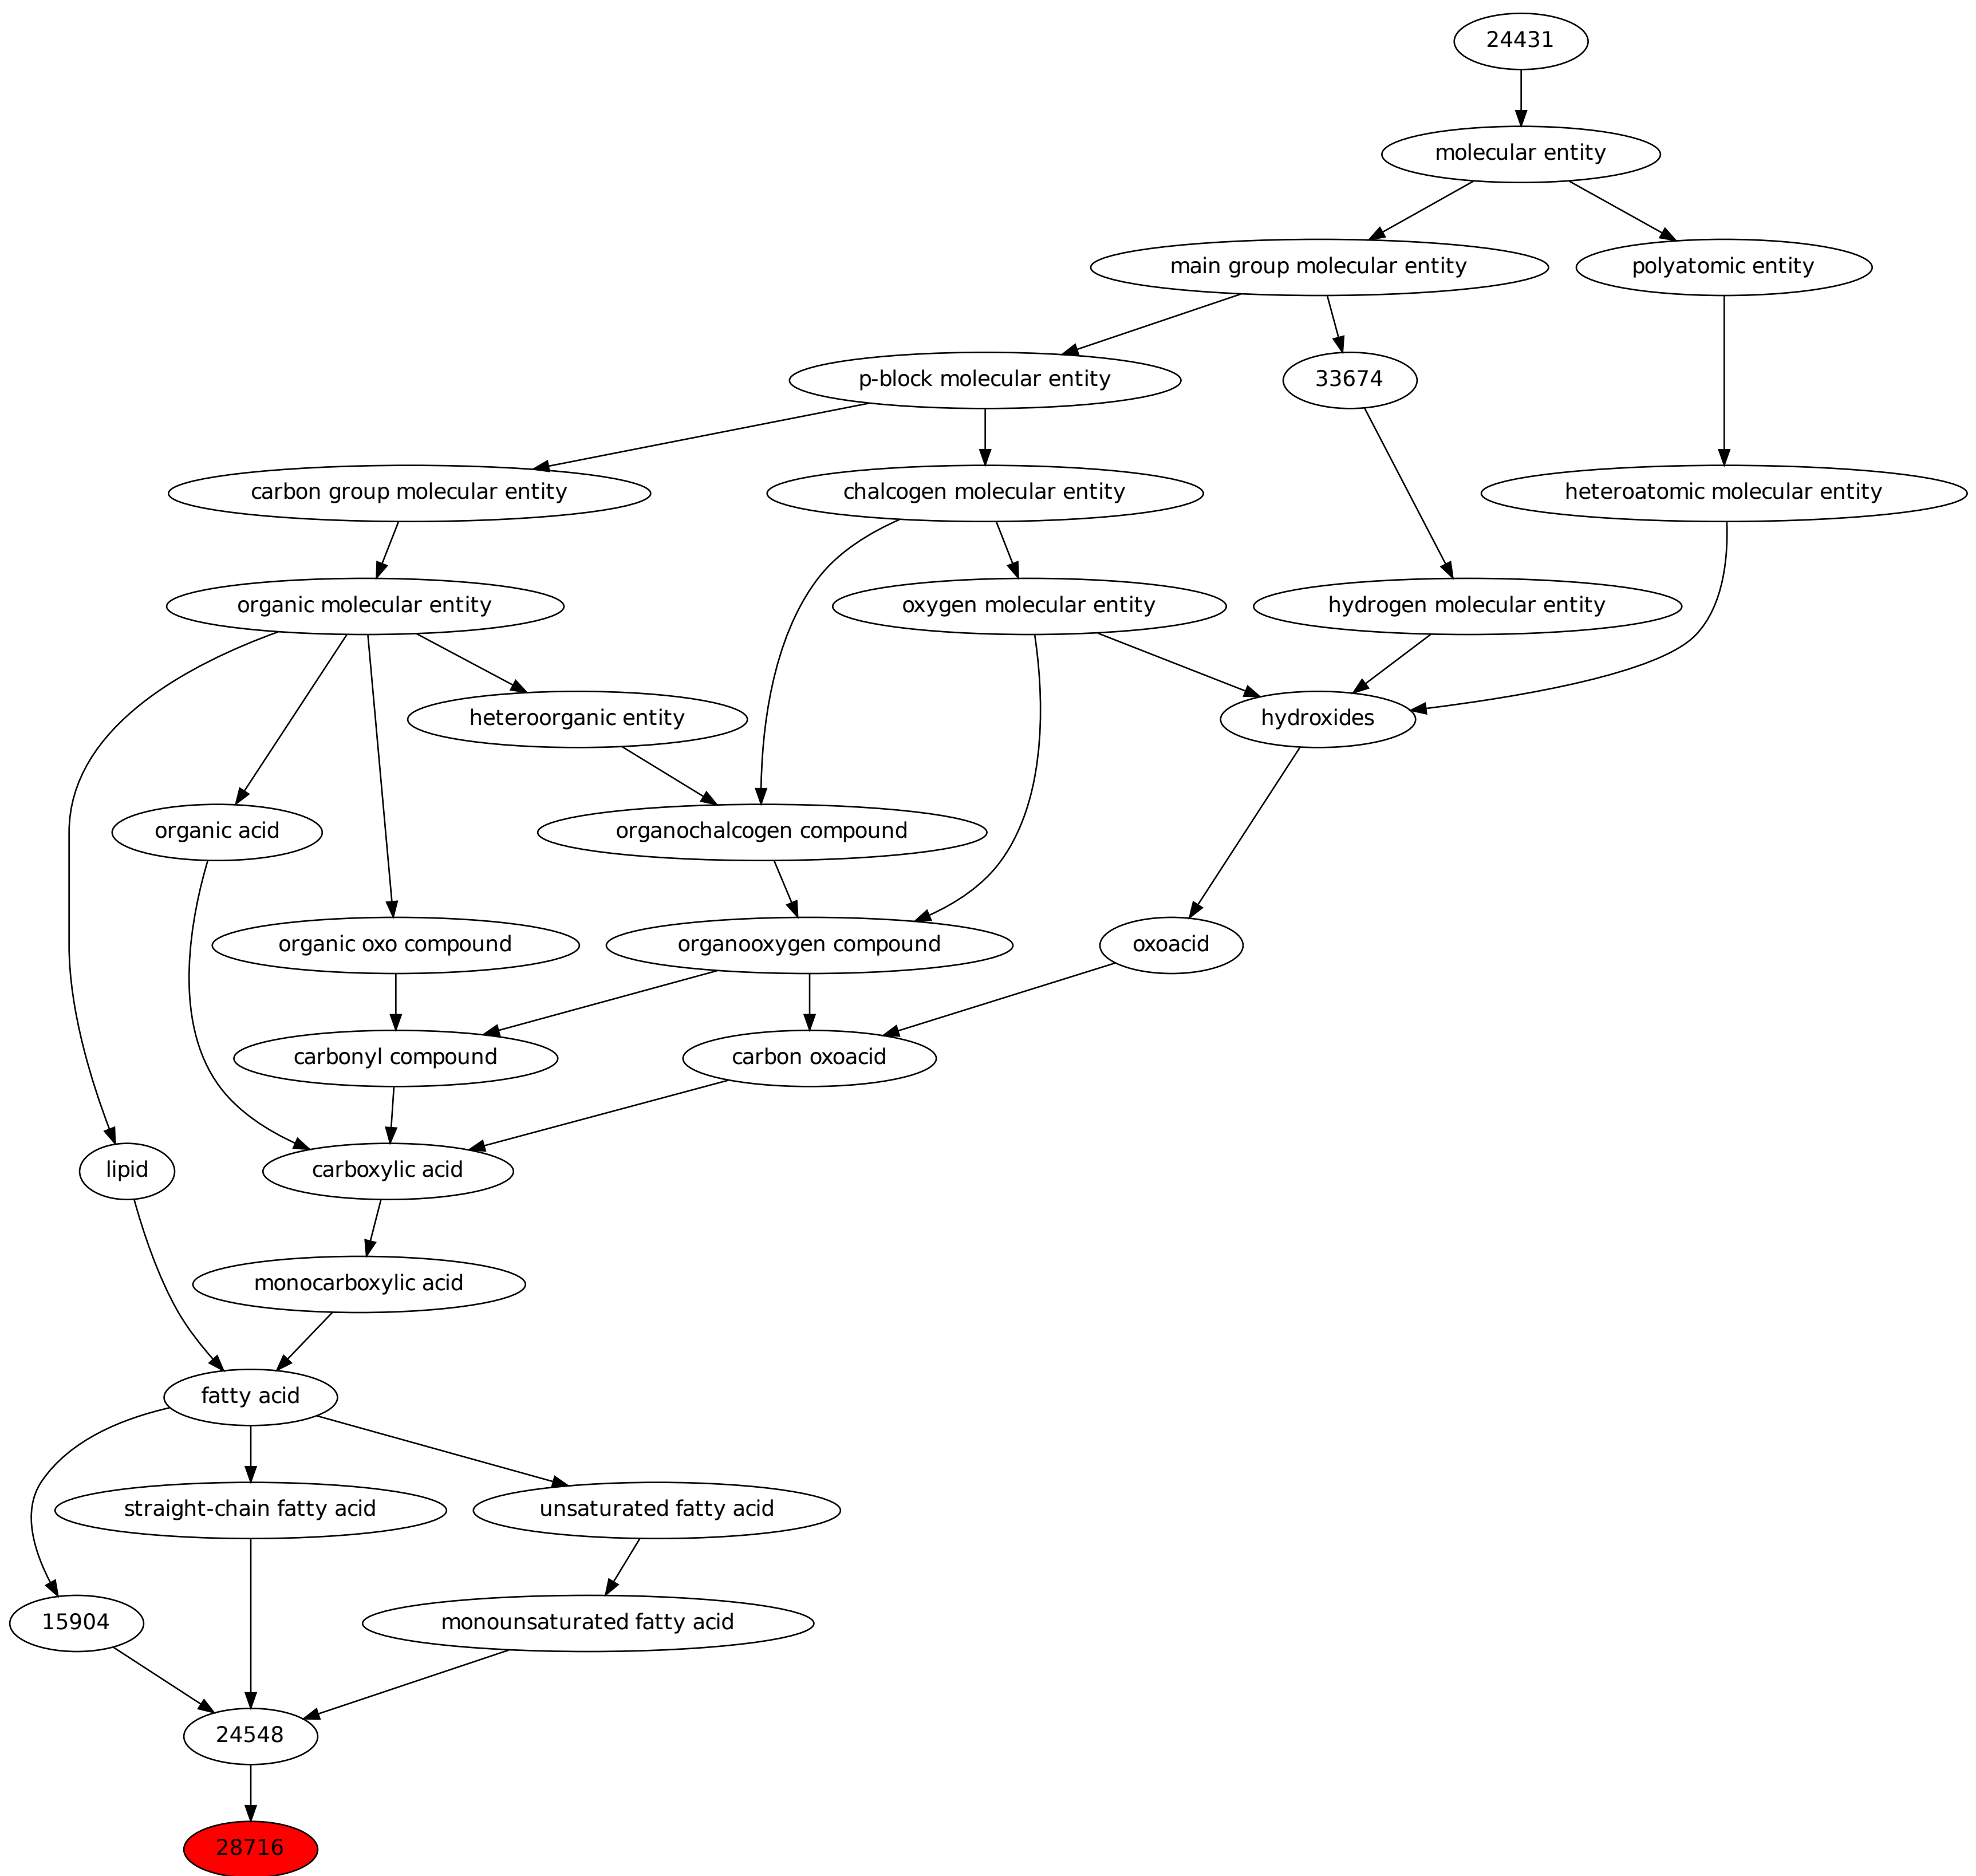 24431
molecular entity
main group molecular entity
polyatomic entity
p-block molecular entity
33674
carbon group molecular entity
chalcogen molecular entity
heteroatomic molecular entity
organic molecular entity
oxygen molecular entity
hydrogen molecular entity
heteroorganic entity
hydroxides
organic acid
organochalcogen compound
organic oxo compound
organooxygen compound
oxoacid
carbonyl compound
carbon oxoacid
lipid
carboxylic acid
monocarboxylic acid
fatty acid
straight-chain fatty acid
unsaturated fatty acid
15904
monounsaturated fatty acid
24548
28716